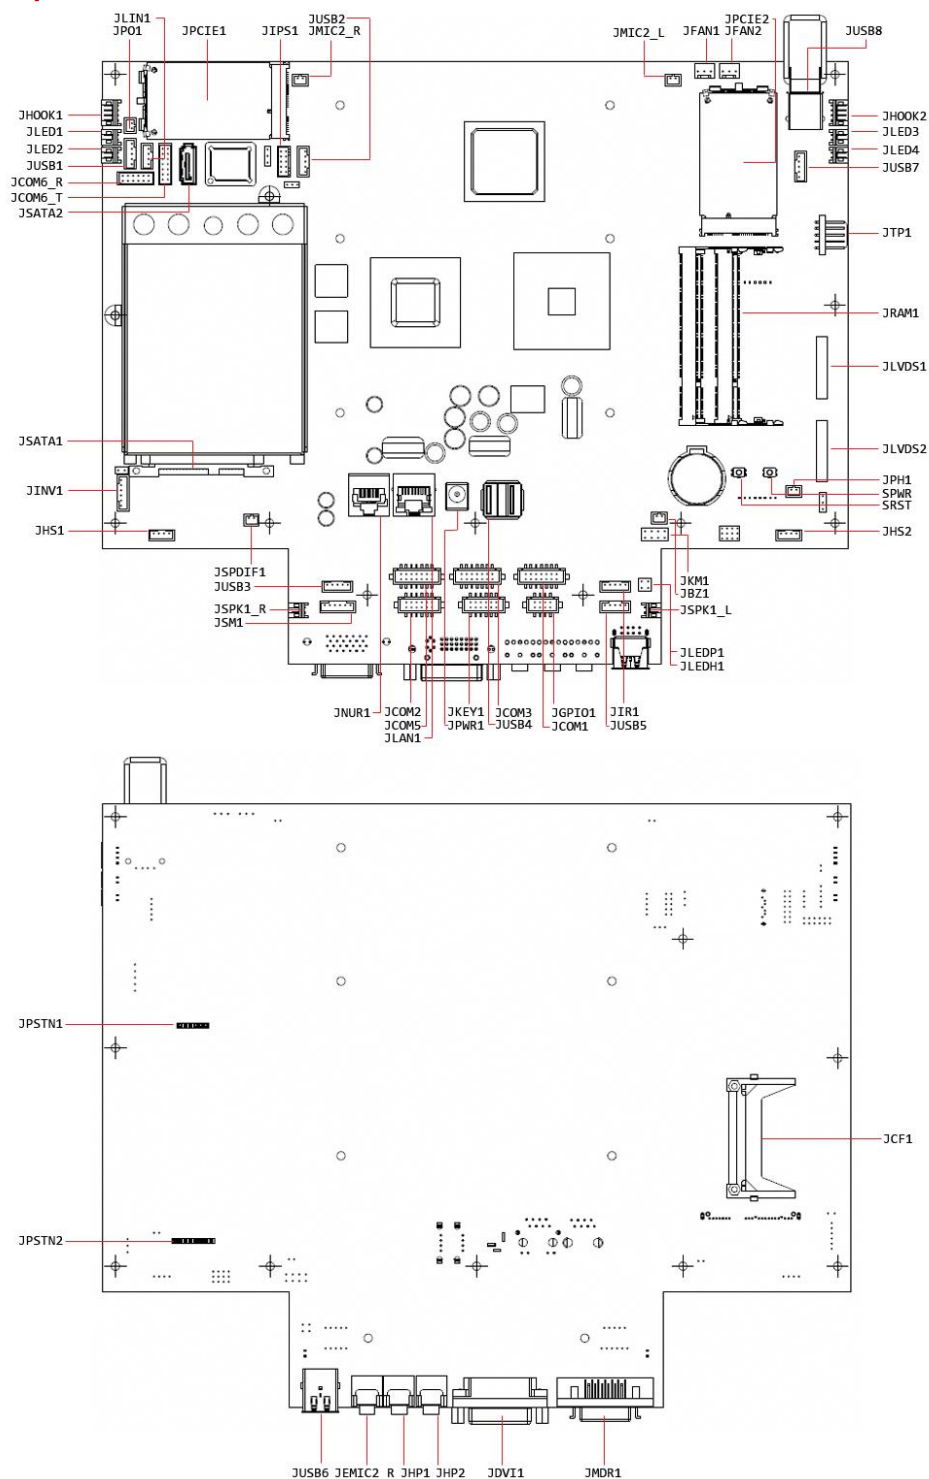 JUSB2
JLIN1
JPO1
JPCIE1
JIPS1
JMIC2_R
JPCIE2
JMIC2_L
JFAN1
JFAN2
JUSB8
JHOOK1
JHOOK2
JLED1
JLED3
JLED2
JLED4
JUSB1
JUSB7
JCOM6_R
JCOM6_T
JSATA2
JTP1
JRAM1
JLVDS1
JSATA1
JLVDS2
JINV1
JPH1
SPWR
SRST
JHS1
JHS2
JSPDIF1
JKM1
JUSB3
JBZ1
JSPK1_R
JSPK1_L
JSM1
JLEDP1
JLEDH1
JNUR1
JCOM2
JKEY1
JCOM3
JGPIO1
JIR1
JCOM5
JPWR1
JUSB4
JCOM1
JUSB5
JLAN1
JPSTN1
JCF1
JPSTN2
JUSB6 JEMIC2 R JHP1 JHP2 JDVI1 JMDR1